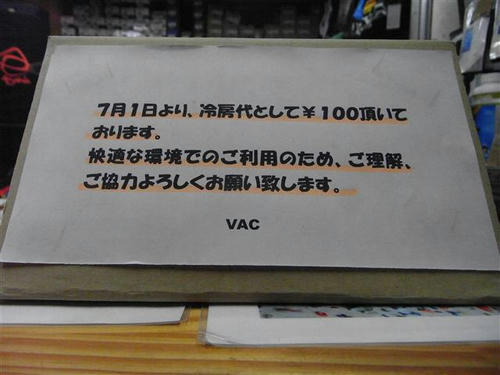 7月1日より、冷房代として￥100頂いて
おります。
快適な環境でのご利用のため、ご理解、
ご協力よろしくお願い致します。
VAC